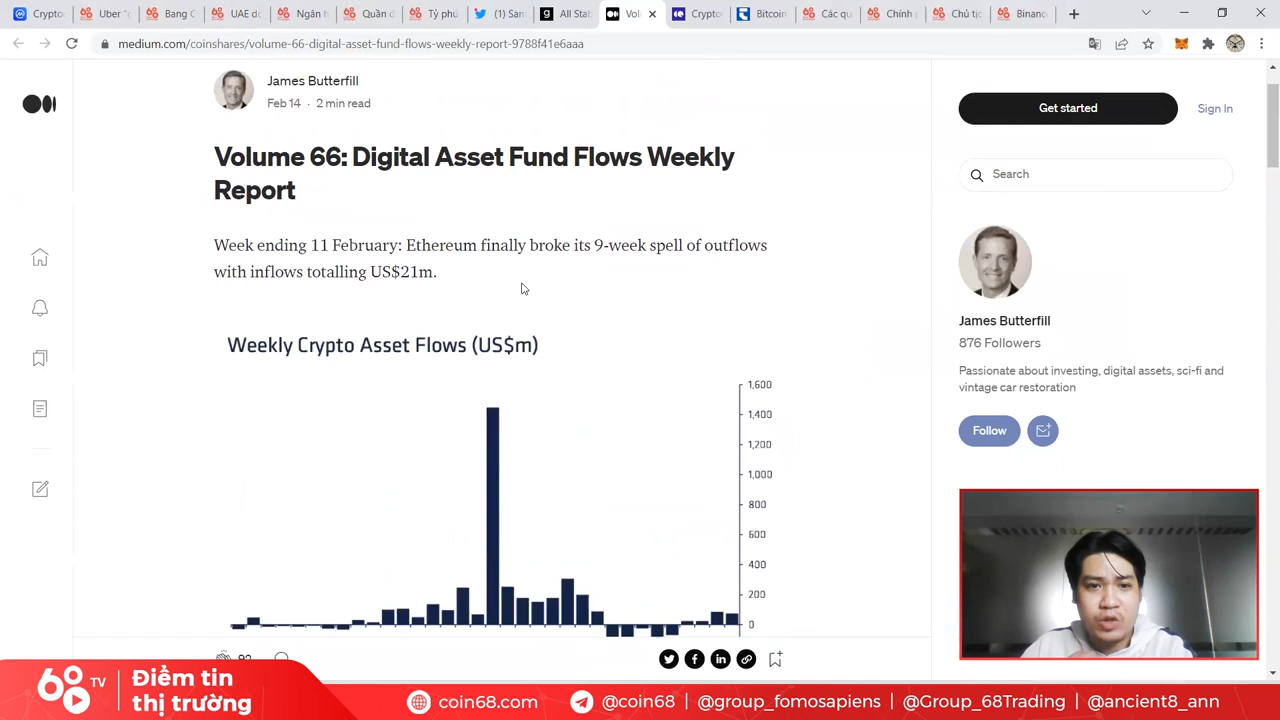 Crypto
Uber "
Bang G
UAE dọ
Ngân h
Quân đ
Tỷ phú
(1) San
All Stal
Volu
Crypto
Bitcoin
Các qu
Chính
Chủ tịc
Binanc
medium.com/coinshares/volume-66-digital-asset-fund-flows-weekly-report-9788f41e6aaa
James Butterfill
Feb 14 · 2 min read
Get started
Sign In
Volume 66: Digital Asset Fund Flows Weekly
Report
Search
Week ending 11 February: Ethereum finally broke its 9-week spell of outflows
with inflows totalling US$21m.
James Butterfill
876 Followers
Passionate about investing, digital assets, sci-fi and
vintage car restoration
Follow
Weekly Crypto Asset Flows (US$m)
1,600
1,400
1,200
1,000
800
600
400
200
0
68 TV
Điểm tin
thị trường
coin68.com
@coin68 | @group_fomosapiens | @Group_68Trading | @ancient8_ann